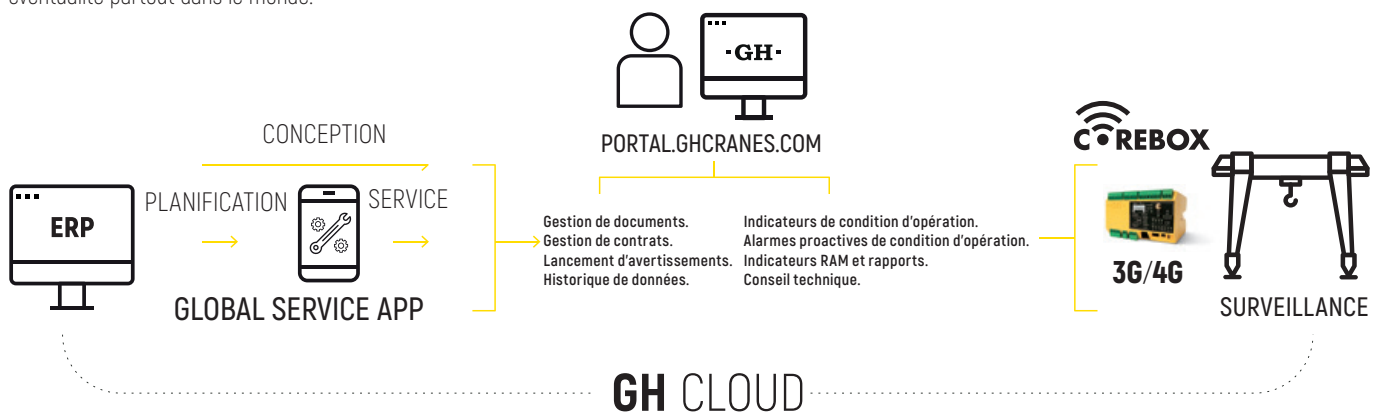 éventualité partout dans le monde.
·GH·
PORTAL.GHCRANES.COM
CONCEPTION
ERP
PLANIFICATION
SERVICE
GLOBAL SERVICE APP
Gestion de documents.
Gestion de contrats.
Lancement d'avertissements.
Historique de données.
Indicateurs de condition d'opération.
Alarmes proactives de condition d'opération.
Indicateurs RAM et rapports.
Conseil technique.
COREBOX
3G/4G
SURVEILLANCE
GH CLOUD